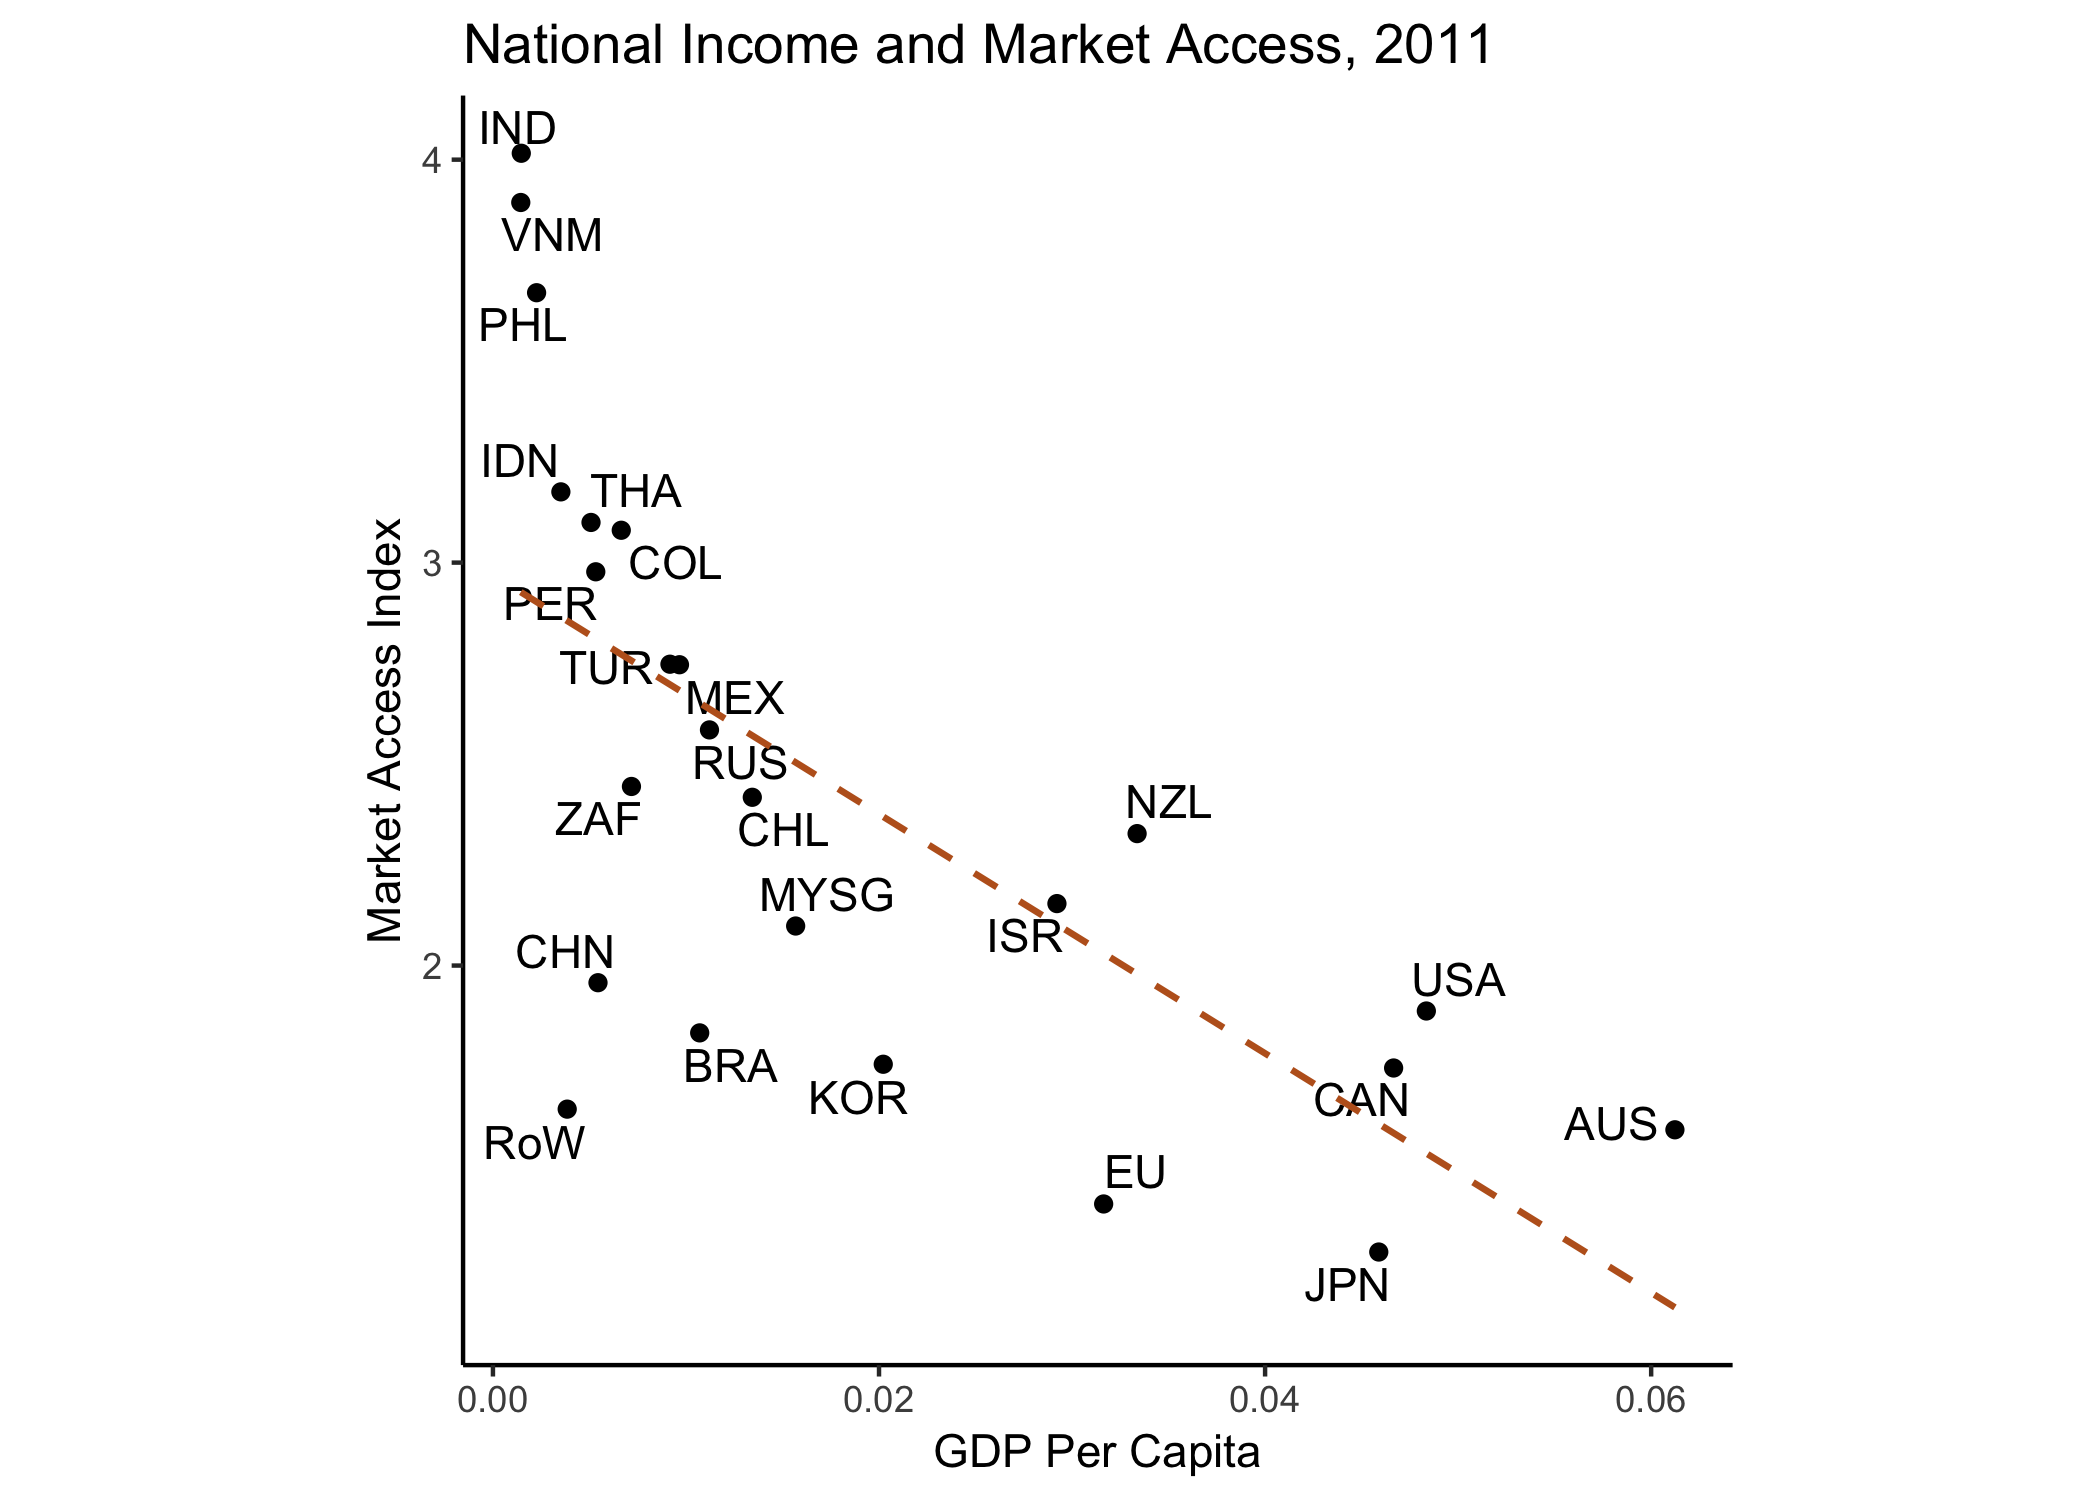 National Income and Market Access, 2011
IND
4
VNM
PHL
IDN
THA
COL
3
PER
TUR
MEX
RUS
ZAF
CHL
NZL
MYSG
ISR
CHN
2
USA
BRA
KOR
CAN
AUS
RoW
EU
JPN
Market Access Index
0.00 0.02 0.04 0.06
GDP Per Capita